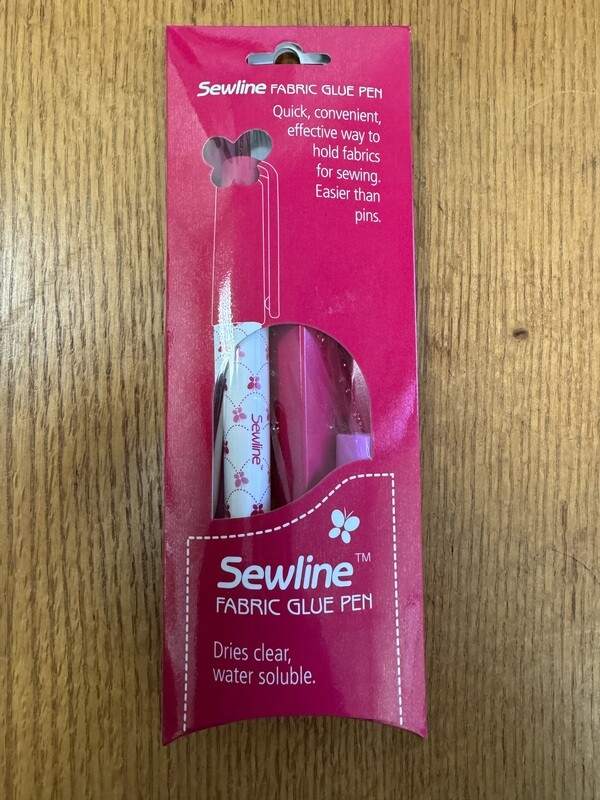 Sewline FABRIC GLUE PEN
Quick, convenient,
effective way to
hold fabrics
for sewing.
Easier than
pins.
Sewline™
Sewline™
FABRIC GLUE PEN
Dries clear,
water soluble.